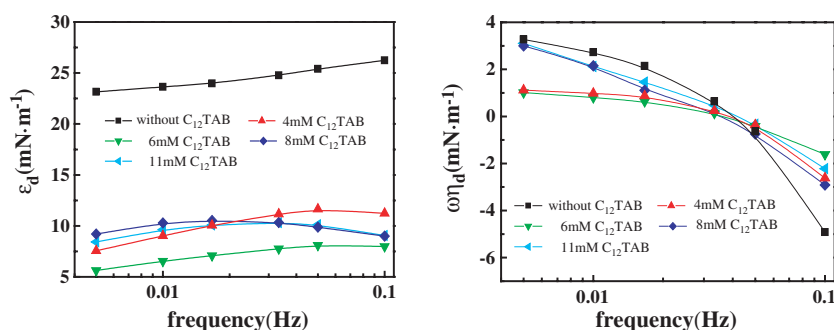 ε_d(mN·m⁻¹)
30
25
20
15
10
5
without C₁₂TAB
4mM C₁₂TAB
6mM C₁₂TAB
8mM C₁₂TAB
11mM C₁₂TAB
0.01
0.1
frequency(Hz)
ωη_d(mN·m⁻¹)
4
2
0
-2
-4
-6
without C₁₂TAB
4mM C₁₂TAB
6mM C₁₂TAB
8mM C₁₂TAB
11mM C₁₂TAB
0.01
0.1
frequency(Hz)